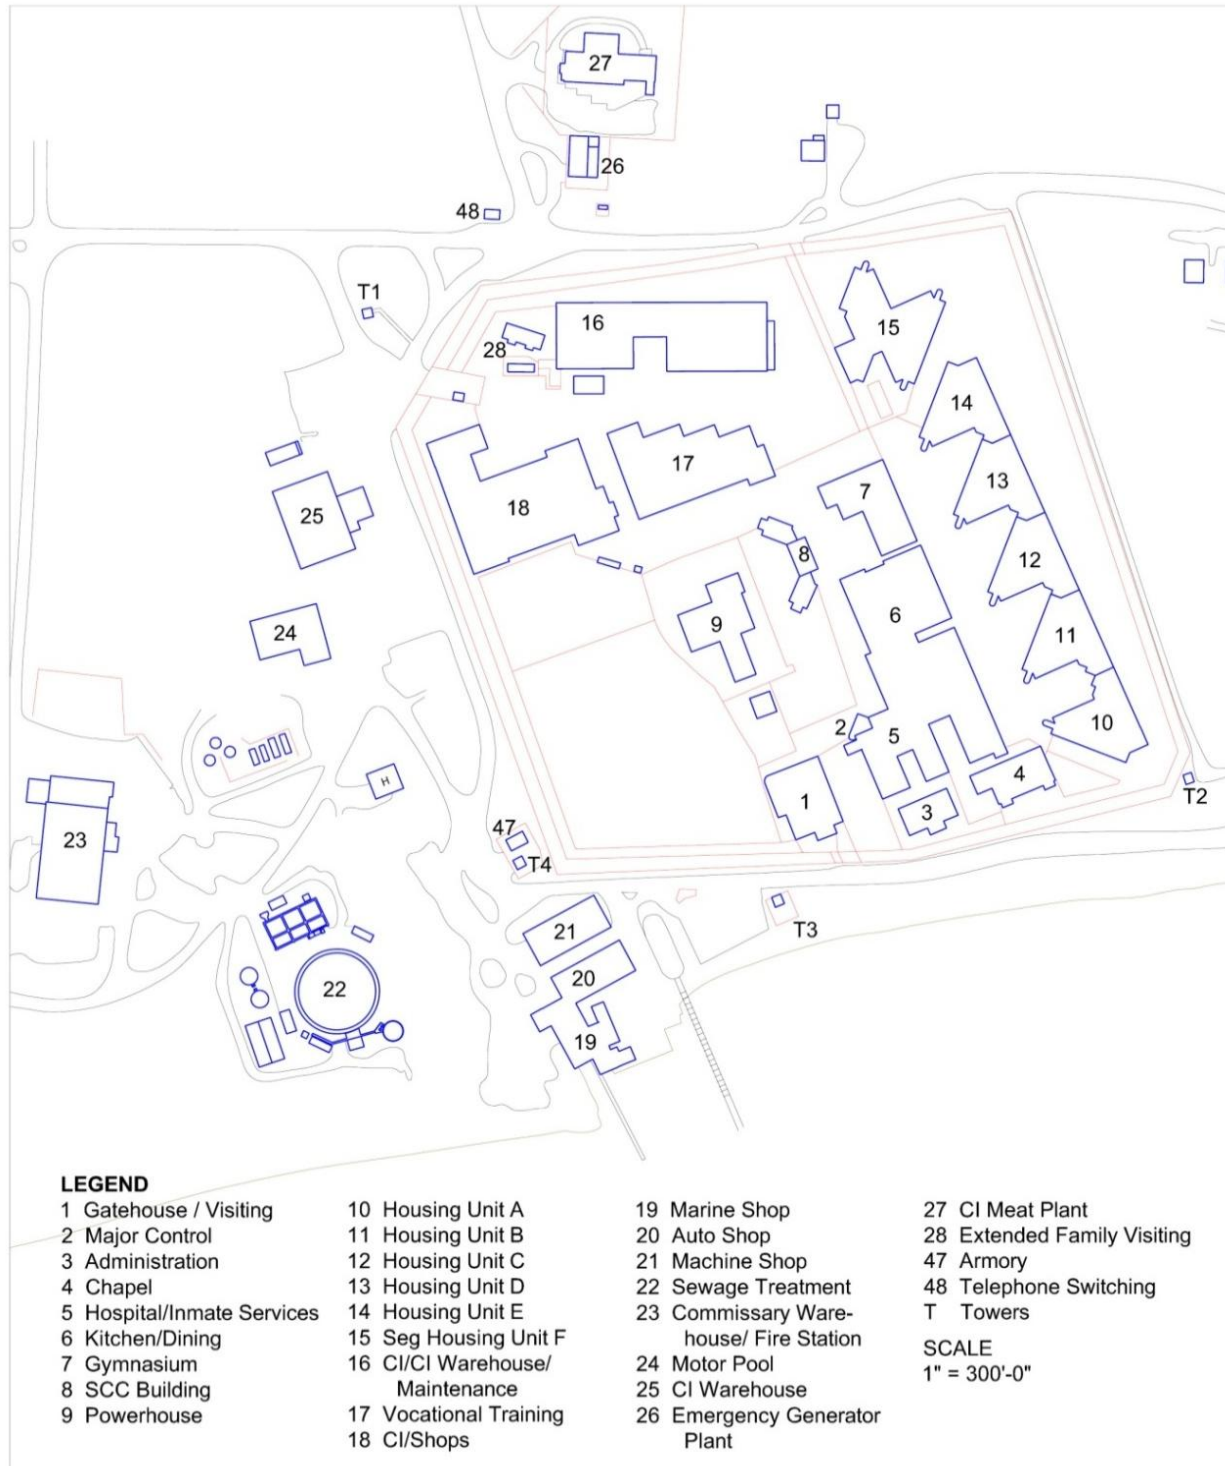 27
26
48
T1
16
15
28
14
17
13
7
18
25
8
12
6
9
24
11
10
2
5
4
H
T2
1
3
47
23
T4
21
T3
20
22
19
LEGEND
1 Gatehouse / Visiting
2 Major Control
3 Administration
4 Chapel
5 Hospital/Inmate Services
6 Kitchen/Dining
7 Gymnasium
8 SCC Building
9 Powerhouse
10 Housing Unit A
11 Housing Unit B
12 Housing Unit C
13 Housing Unit D
14 Housing Unit E
15 Seg Housing Unit F
16 CI/CI Warehouse/
Maintenance
17 Vocational Training
18 CI/Shops
19 Marine Shop
20 Auto Shop
21 Machine Shop
22 Sewage Treatment
23 Commissary Ware-
house/ Fire Station
24 Motor Pool
25 CI Warehouse
26 Emergency Generator
Plant
27 CI Meat Plant
28 Extended Family Visiting
47 Armory
48 Telephone Switching
T Towers
SCALE
1" = 300'-0"